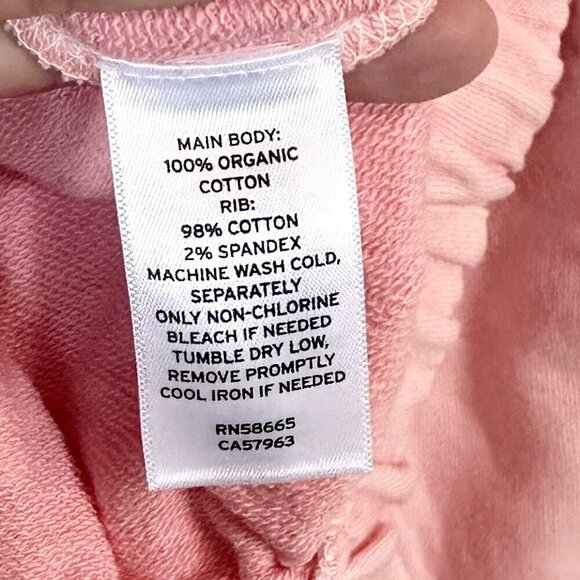 MAIN BODY:
100% ORGANIC
COTTON
RIB:
98% COTTON
2% SPANDEX
MACHINE WASH COLD,
SEPARATELY
ONLY NON-CHLORINE
BLEACH IF NEEDED
TUMBLE DRY LOW,
REMOVE PROMPTLY
COOL IRON IF NEEDED
RN58665
CA57963